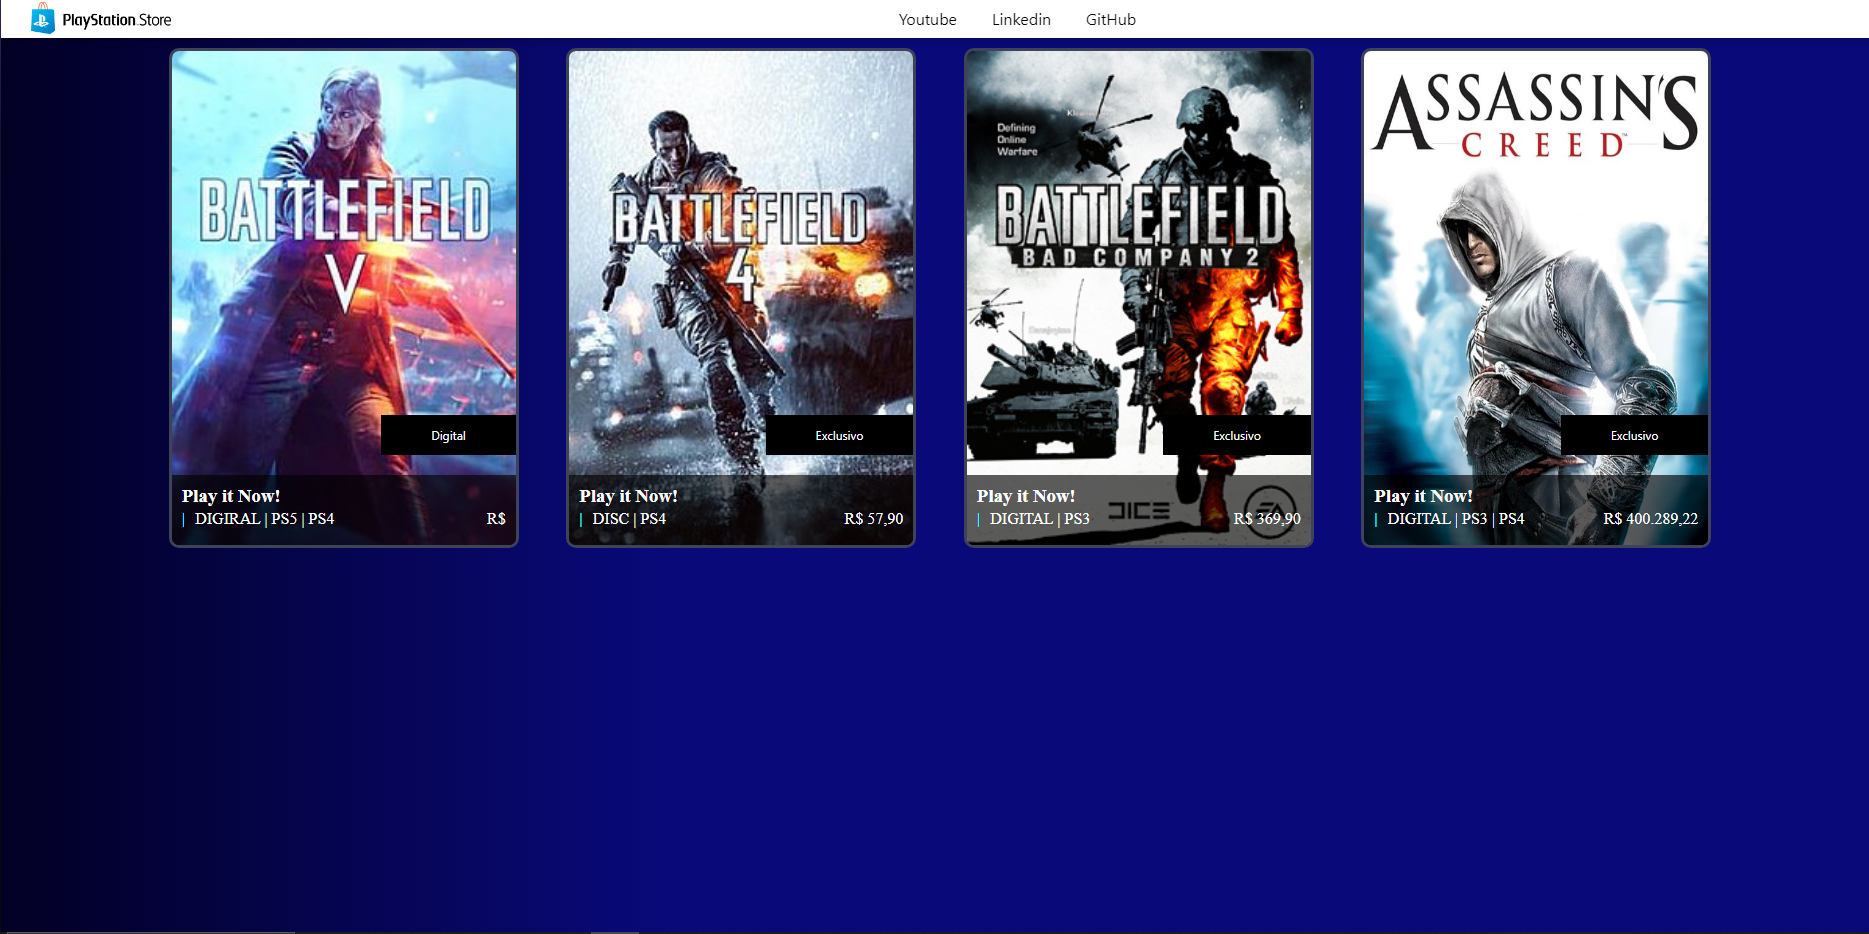 PlayStation.Store
Youtube
Linkedin
GitHub
BATTLEFIELD
V
Digital
Play it Now!
| DIGIRAL | PS5 | PS4
R$
BATTLEFIELD
4
Exclusivo
Play it Now!
| DISC | PS4
R$ 57,90
Defining
Online
Warfare
BATTLEFIELD
BAD COMPANY 2
Exclusivo
Play it Now!
| DIGITAL | PS3
DICE
EA
R$ 369,90
ASSASSIN'S
CREED™
Exclusivo
Play it Now!
| DIGITAL | PS3 | PS4
R$ 400.289,22